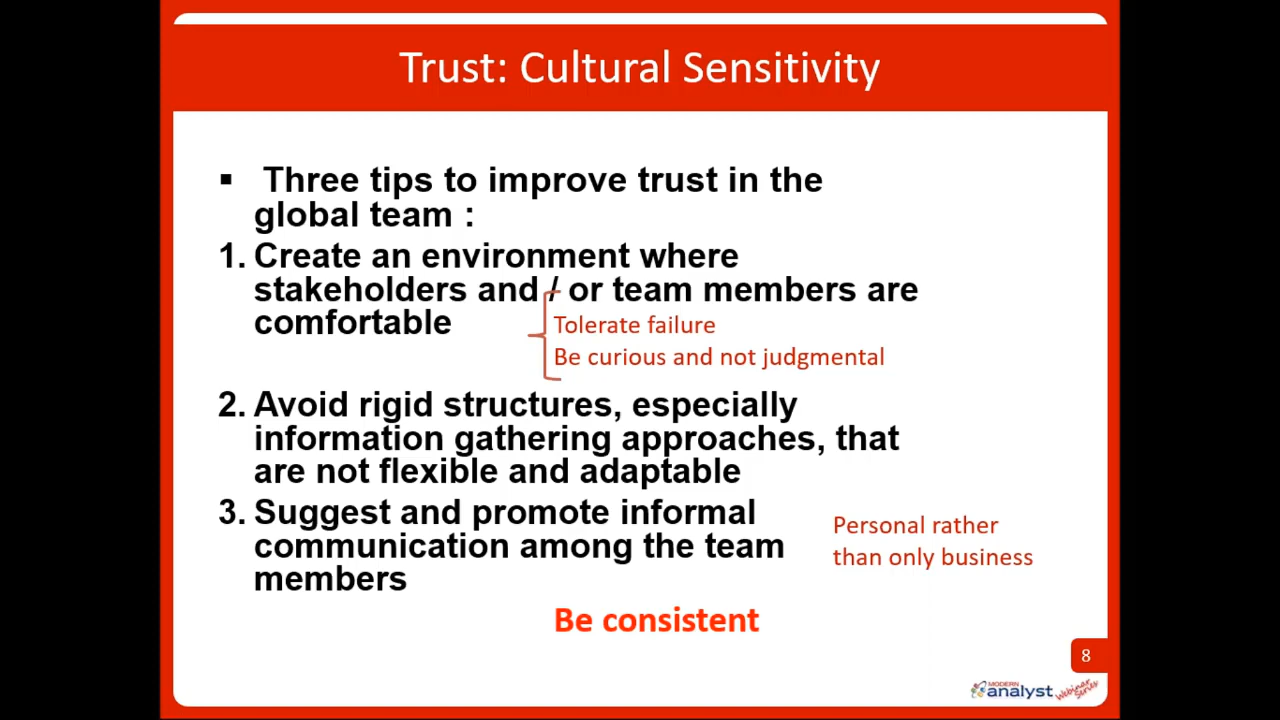 Trust: Cultural Sensitivity
▪ Three tips to improve trust in the
global team :
1. Create an environment where
stakeholders and / or team members are
comfortable
Tolerate failure
Be curious and not judgmental
2. Avoid rigid structures, especially
information gathering approaches, that
are not flexible and adaptable
3. Suggest and promote informal
communication among the team
members
Personal rather
than only business
Be consistent
8
MODERN
analyst Webinar
Series